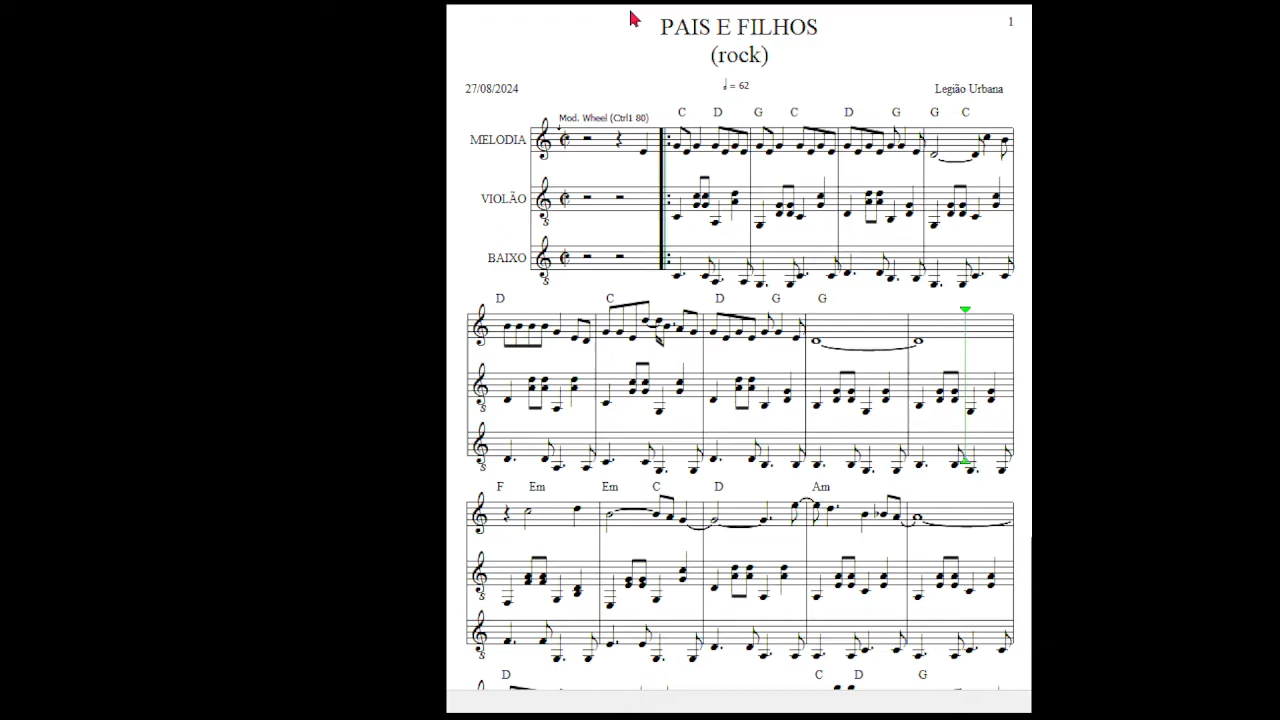 PAIS E FILHOS
1
(rock)
27/08/2024
= 62
Legião Urbana
Mod. Wheel (Ctrl1 80)
C D G C D G G C
MELODIA
VIOLÃO
BAIXO
D C D G G
F Em Em C D Am
D C D G